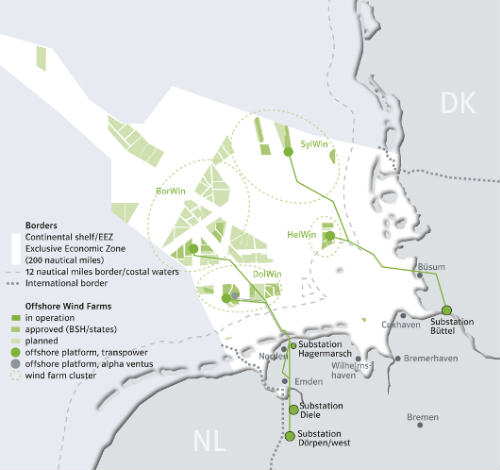 DK
SylWin
BorWin
HelWin
DolWin
Büsum
Cuxhaven
Substation
Büttel
Substation
Hagermarsch
Norden
Wilhelms-
haven
Bremerhaven
Emden
Substation
Diele
Bremen
Substation
Dörpen/west
NL
Borders
Continental shelf/EEZ
Exclusive Economic Zone
(200 nautical miles)
12 nautical miles border/costal waters
International border
Offshore Wind Farms
in operation
approved (BSH/states)
planned
offshore platform, transpower
offshore platform, alpha ventus
wind farm cluster